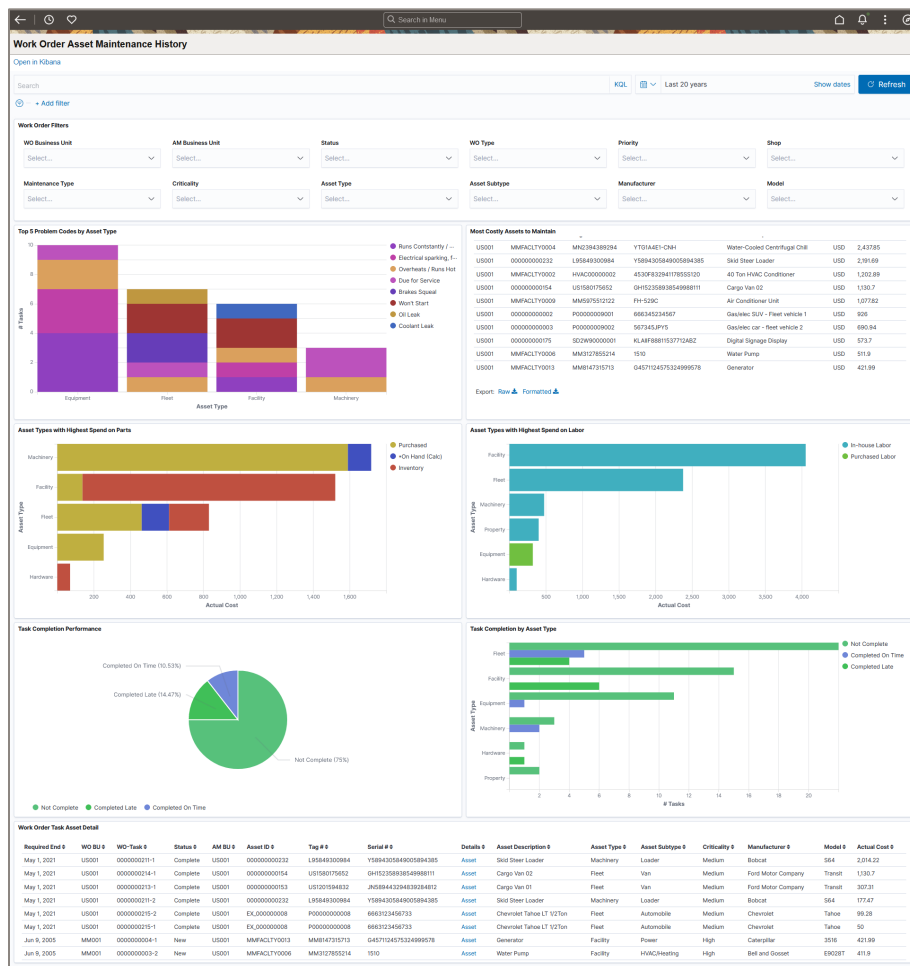 Search in Menu
Work Order Asset Maintenance History
Open in Kibana
Search KQL Last 20 years Show dates Refresh
+ Add filter
Work Order Filters
WO Business Unit AM Business Unit Status WO Type Priority Shop
Select... Select... Select... Select... Select... Select...
Maintenance Type Criticality Asset Type Asset Subtype Manufacturer Model
Select... Select... Select... Select... Select... Select...
Top 5 Problem Codes by Asset Type
10
8
6
4
2
0
# Tasks
Equipment Fleet Facility Machinery
Asset Type
Runs Contstantly / ...
Electrical sparking, f...
Overheats / Runs Hot
Due for Service
Brakes Squeal
Won't Start
Oil Leak
Coolant Leak
Most Costly Assets to Maintain
US001 MMFACLTY0004 MN2394389294 YTG1A4E1-CNH Water-Cooled Centrifugal Chill USD 2,437.85
US001 000000000232 L95849300984 Y5894305849005894385 Skid Steer Loader USD 2,191.69
US001 MMFACLTY0002 HVAC00000002 4530F8329411785S5120 40 Ton HVAC Conditioner USD 1,202.89
US001 000000000154 US1580175652 GH152358938549988111 Cargo Van 02 USD 1,130.7
US001 MMFACLTY0009 MM5975512122 FH-529C Air Conditioner Unit USD 1,077.82
US001 000000000002 P00000009001 666345234567 Gas/elec SUV - Fleet vehicle 1 USD 926
US001 000000000003 P00000009002 567345JPY5 Gas/elec car - fleet vehicle 2 USD 690.94
US001 000000000175 SD2W90000001 KLA8F88811537712ABZ Digital Signage Display USD 573.7
US001 MMFACLTY0006 MM3127855214 1510 Water Pump USD 511.9
US001 MMFACLTY0013 MM8147315713 G4571124575324999578 Generator USD 421.99
Export: Raw Formatted
Asset Types with Highest Spend on Parts
Machinery
Facility
Fleet
Equipment
Hardware
Asset Type
200 400 600 800 1,000 1,200 1,400 1,600
Actual Cost
Purchased
+On Hand (Calc)
Inventory
Asset Types with Highest Spend on Labor
Facility
Fleet
Machinery
Property
Equipment
Hardware
Asset Type
500 1,000 1,500 2,000 2,500 3,000 3,500 4,000
Actual Cost
In-house Labor
Purchased Labor
Task Completion Performance
Completed On Time (10.53%)
Completed Late (14.47%)
Not Complete (75%)
Not Complete Completed Late Completed On Time
Task Completion by Asset Type
Fleet
Facility
Equipment
Machinery
Hardware
Property
Asset Type
2 4 6 8 10 12 14 16 18 20
# Tasks
Not Complete
Completed On Time
Completed Late
Work Order Task Asset Detail
Required End WO BU WO-Task Status AM BU Asset ID Tag # Serial # Details Asset Description Asset Type Asset Subtype Criticality Manufacturer Model Actual Cost
May 1, 2021 US001 0000000211-1 Complete US001 000000000232 L95849300984 Y5894305849005894385 Asset Skid Steer Loader Machinery Loader Medium Bobcat S64 2,014.22
May 1, 2021 US001 0000000214-1 Complete US001 000000000154 US1580175652 GH152358938549988111 Asset Cargo Van 02 Fleet Van Medium Ford Motor Company Transit 1,130.7
May 1, 2021 US001 0000000213-1 Complete US001 000000000153 US1201594832 JN5894432948392848​12 Asset Cargo Van 01 Fleet Van Medium Ford Motor Company Transit 307.31
May 1, 2021 US001 0000000211-2 Complete US001 000000000232 L95849300984 Y5894305849005894385 Asset Skid Steer Loader Machinery Loader Medium Bobcat S64 177.47
May 1, 2021 US001 0000000215-2 Complete US001 EX_000000008 P00000000008 6663123456733 Asset Chevrolet Tahoe LT 1/2Ton Fleet Automobile Medium Chevrolet Tahoe 99.28
May 1, 2021 US001 0000000215-1 Complete US001 EX_000000008 P00000000008 6663123456733 Asset Chevrolet Tahoe LT 1/2Ton Fleet Automobile Medium Chevrolet Tahoe 50
Jun 9, 2005 MM001 0000000004-1 New US001 MMFACLTY0013 MM8147315713 G4571124575324999578 Asset Generator Facility Power High Caterpillar 3516 421.99
Jun 9, 2005 MM001 0000000003-2 New US001 MMFACLTY0006 MM3127855214 1510 Asset Water Pump Facility HVAC/Heating High Bell and Gosset E9028T 411.9